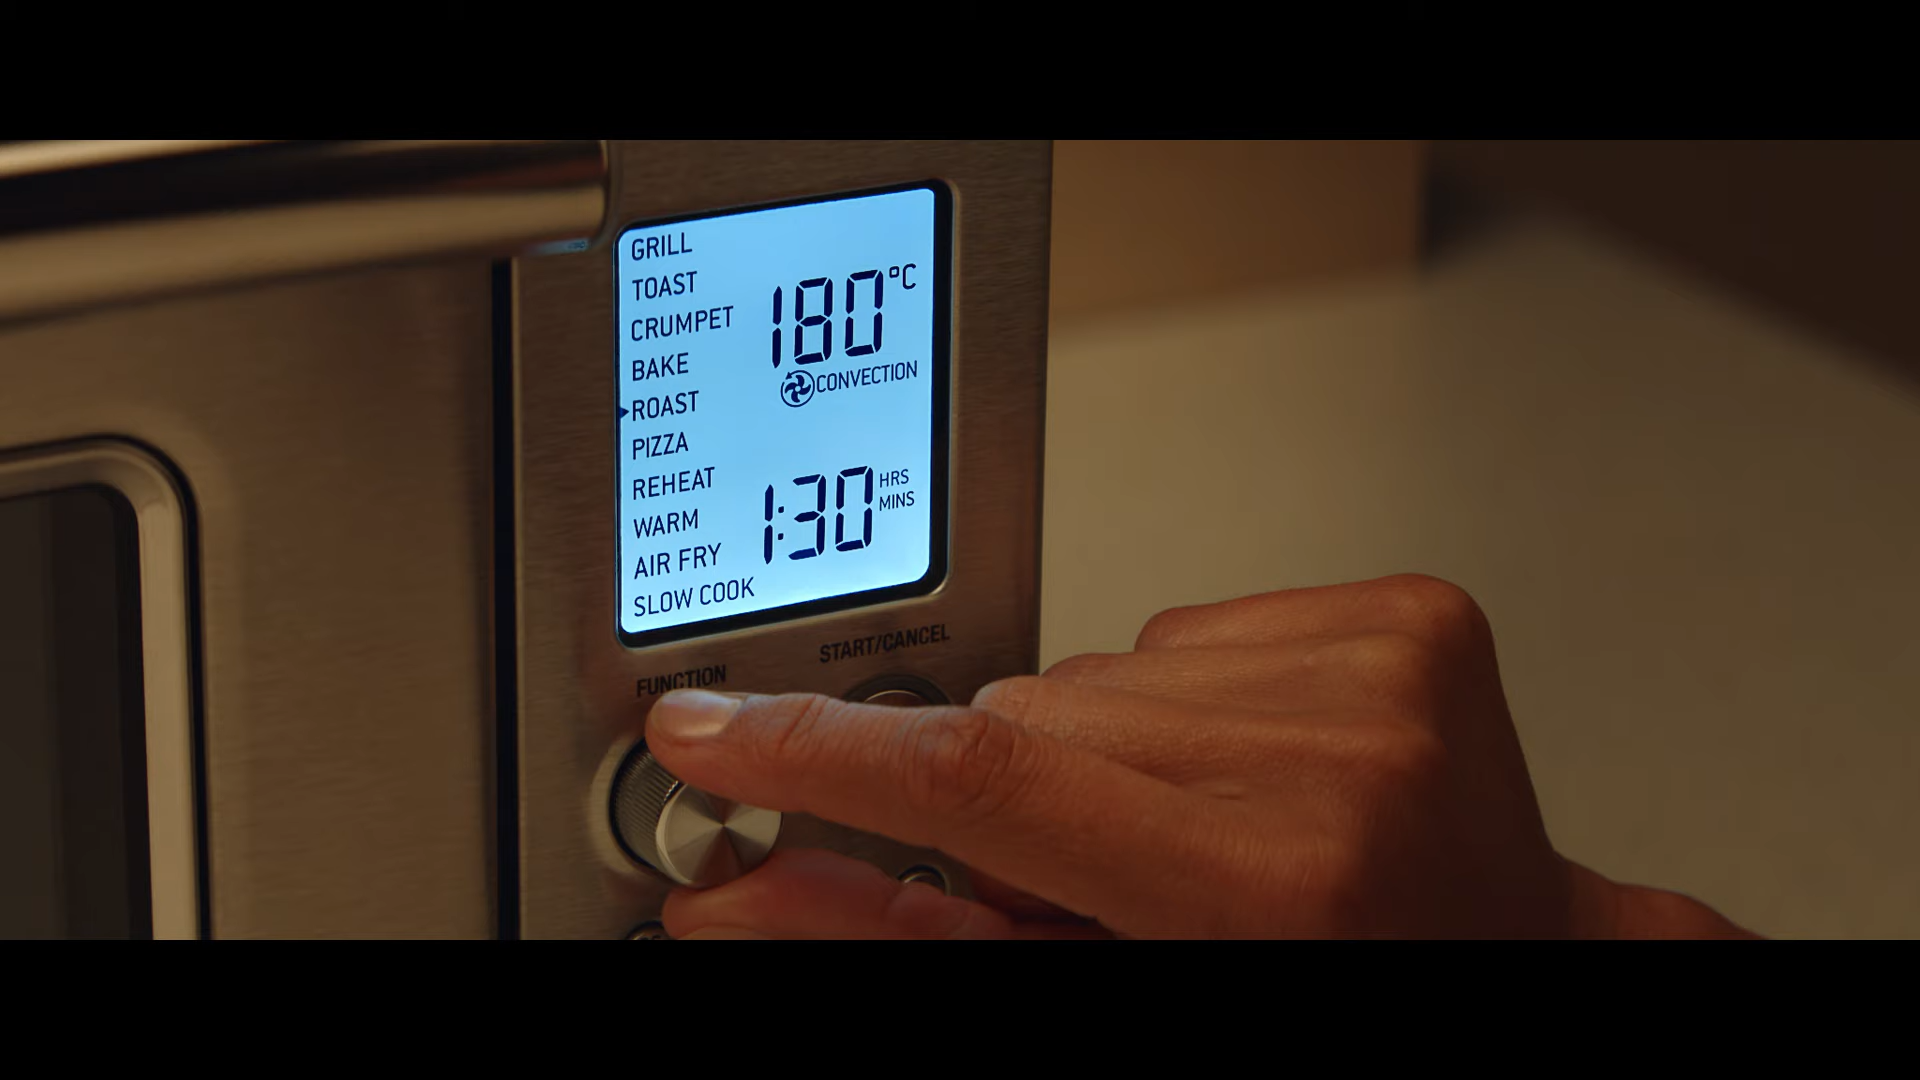 GRILL
TOAST
CRUMPET
BAKE
ROAST
PIZZA
REHEAT
WARM
AIR FRY
SLOW COOK
180°C
CONVECTION
1:30 HRS
MINS
FUNCTION
START/CANCEL